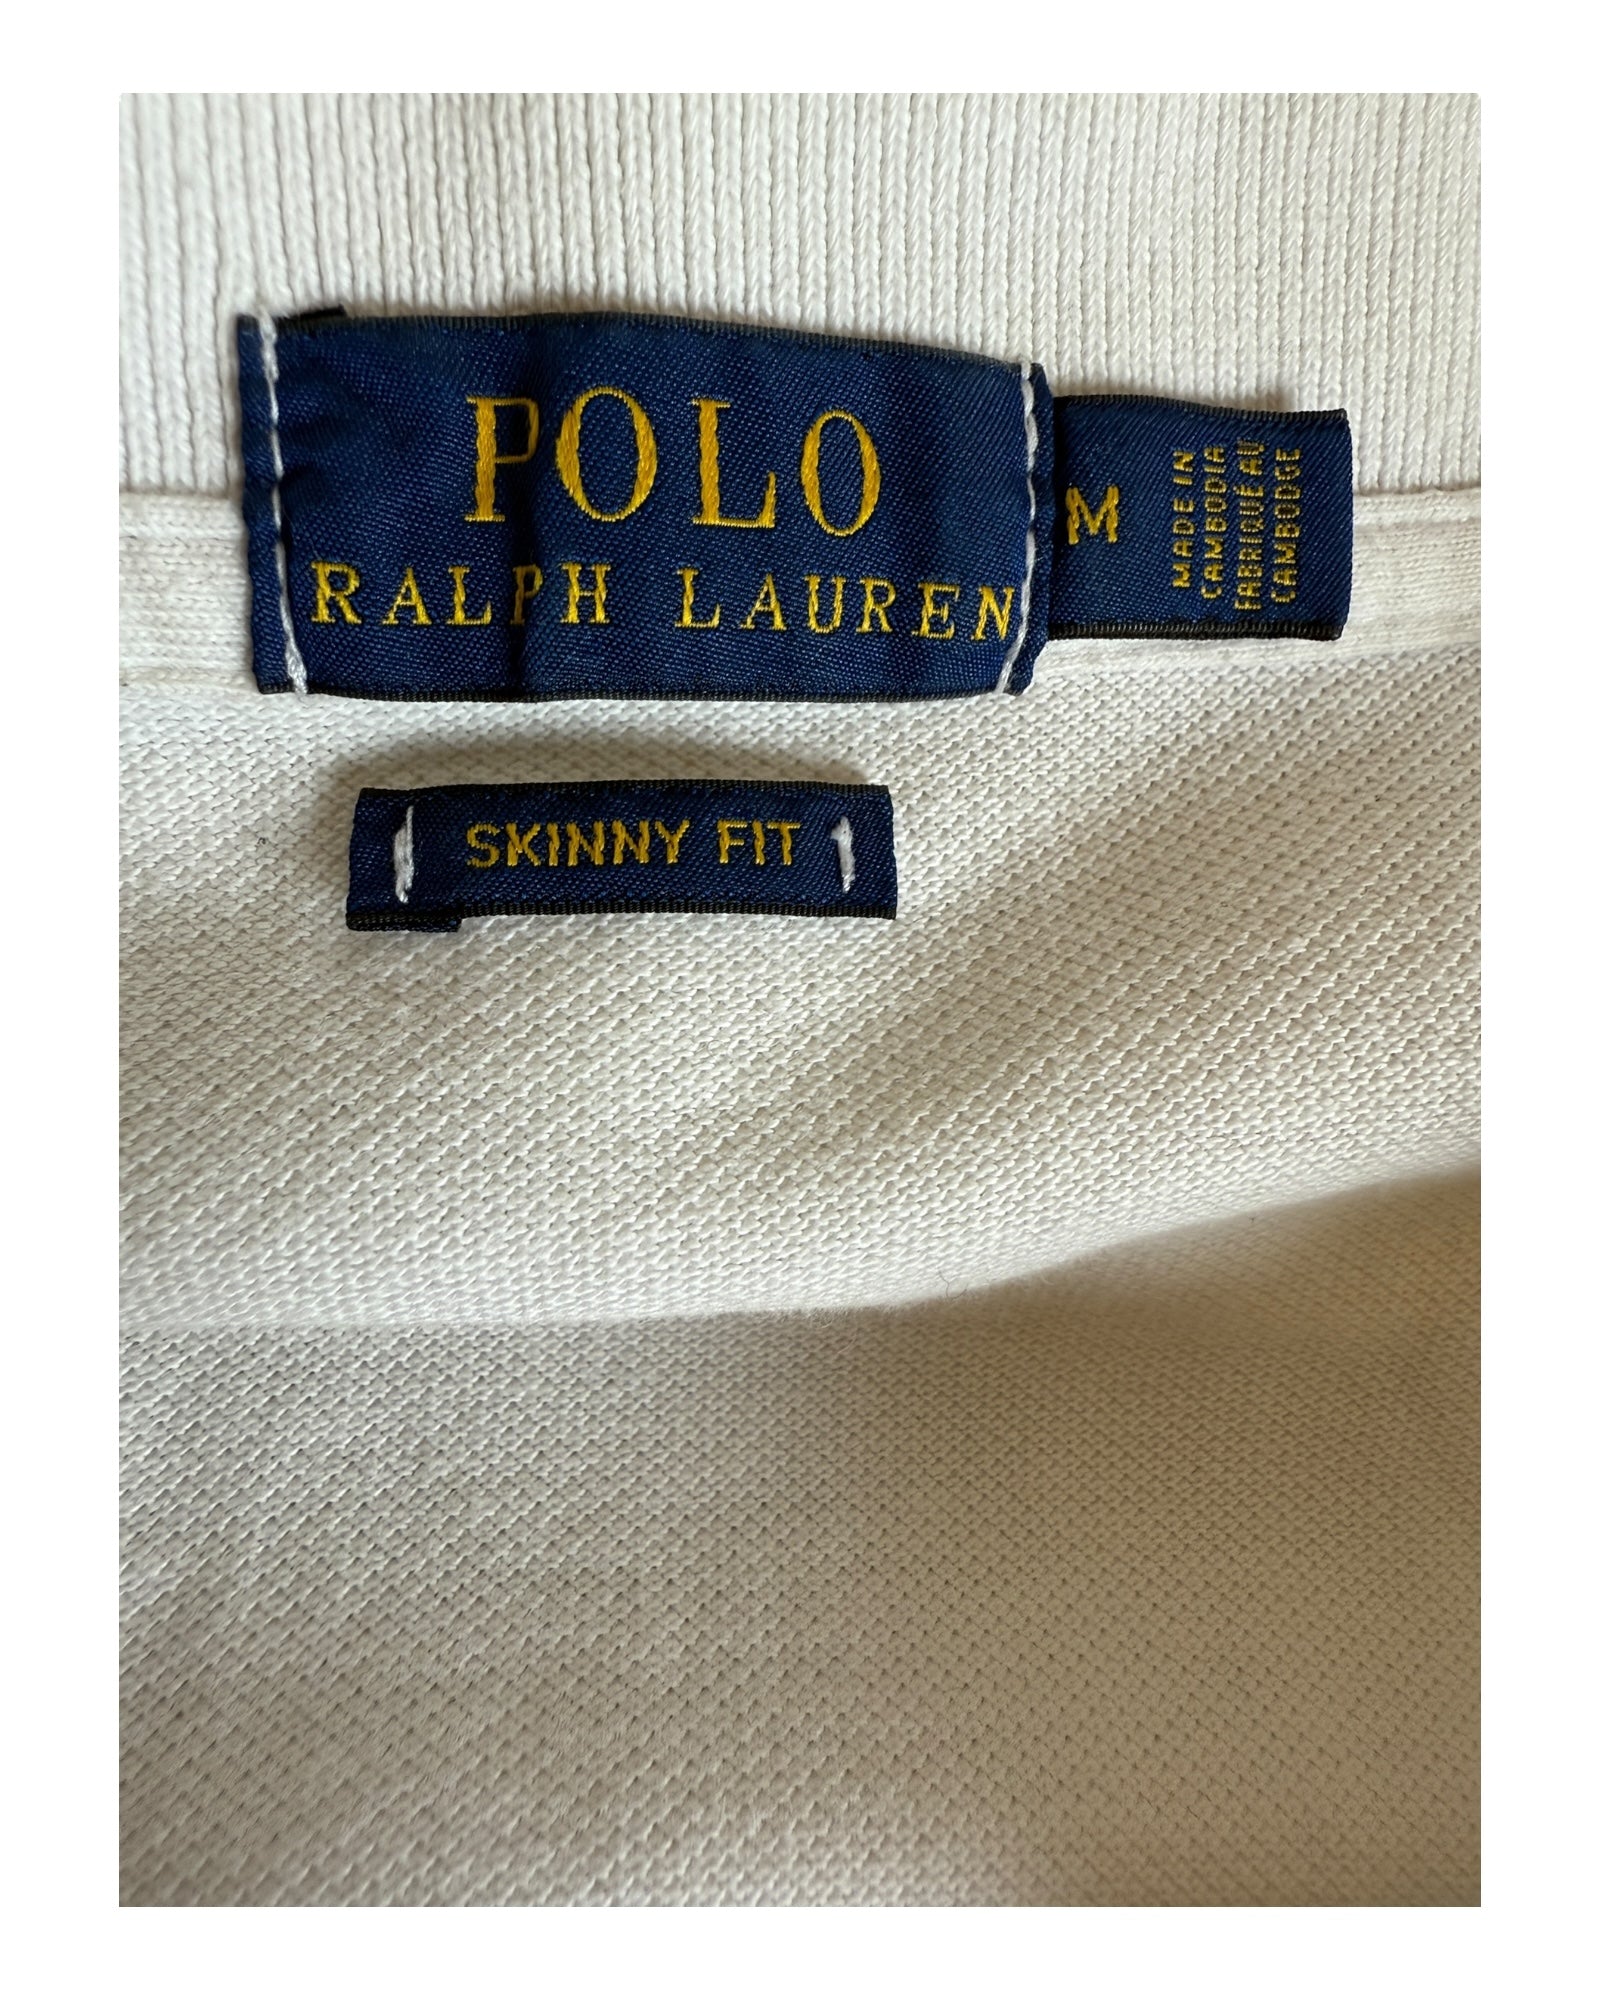 POLO
RALPH LAUREN
M
MADE IN
CAMBODIA
FABRIQUÉ AU
CAMBODGE
SKINNY FIT